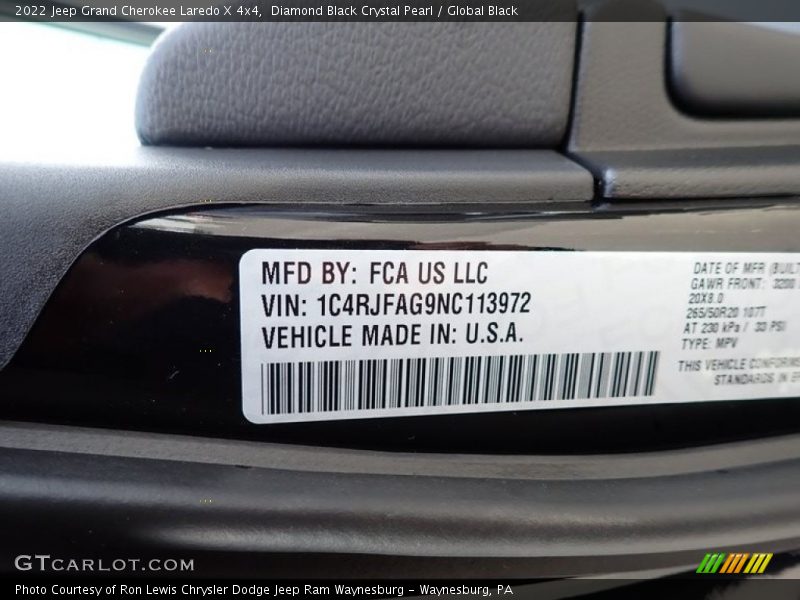 2022 Jeep Grand Cherokee Laredo X 4x4,  Diamond Black Crystal Pearl / Global Black
MFD BY: FCA US LLC
VIN: 1C4RJFAG9NC113972
VEHICLE MADE IN: U.S.A.
DATE OF MFR (BUILT
GAWR FRONT: 3200
20X8.0
265/50R20 107T
AT 230 kPa / 33 PSI
TYPE: MPV
THIS VEHICLE CONFORMS
STANDARDS IN
GTCARLOT.COM
Photo Courtesy of Ron Lewis Chrysler Dodge Jeep Ram Waynesburg - Waynesburg, PA